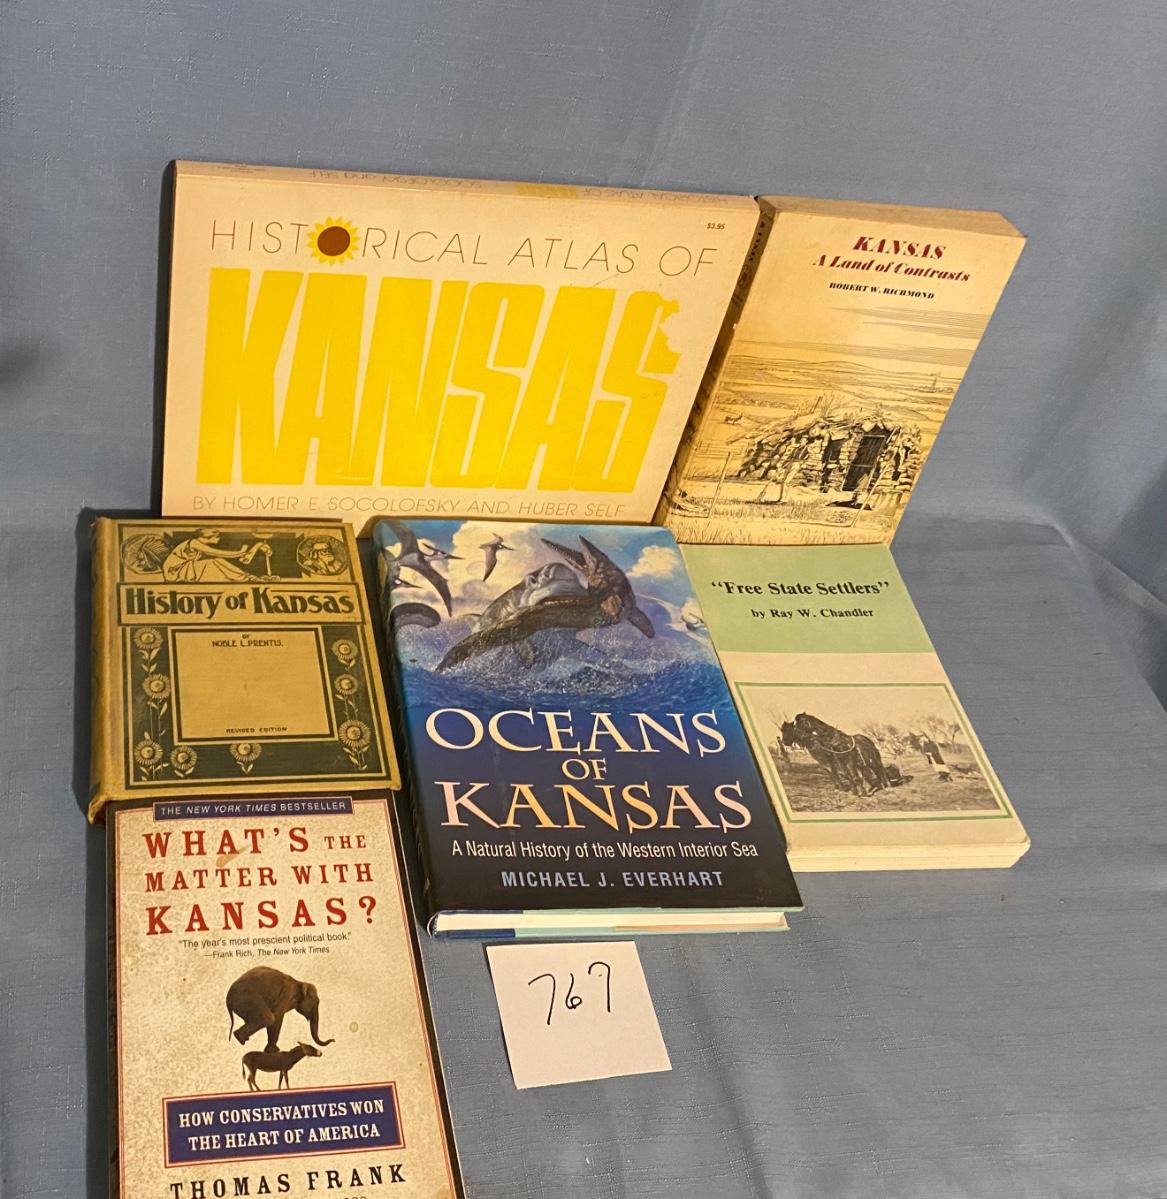 HISTORICAL ATLAS OF
$3.95
KANSAS
BY HOMER E. SOCOLOFSKY AND HUBER SELF
KANSAS
A Land of Contrasts
ROBERT W. RICHMOND
History of Kansas
BY
NOBLE L. PRENTIS.
REVISED EDITION
OCEANS
OF
KANSAS
A Natural History of the Western Interior Sea
MICHAEL J. EVERHART
"Free State Settlers"
by Ray W. Chandler
THE NEW YORK TIMES BESTSELLER
WHAT'S THE
MATTER WITH
KANSAS?
"The year's most prescient political book."
—Frank Rich, The New York Times
HOW CONSERVATIVES WON
THE HEART OF AMERICA
THOMAS FRANK
767